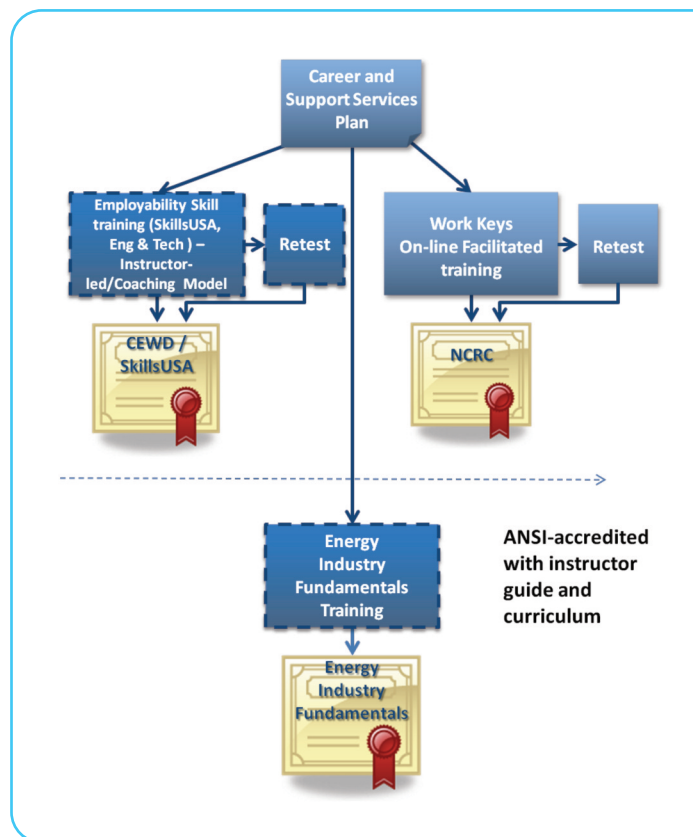 Career and
Support Services
Plan
Employability Skill
training (SkillsUSA,
Eng & Tech ) –
Instructor-
led/Coaching Model
Retest
Work Keys
On-line Facilitated
training
Retest
CEWD /
SkillsUSA
NCRC
Energy
Industry
Fundamentals
Training
ANSI-accredited
with instructor
guide and
curriculum
Energy
Industry
Fundamentals